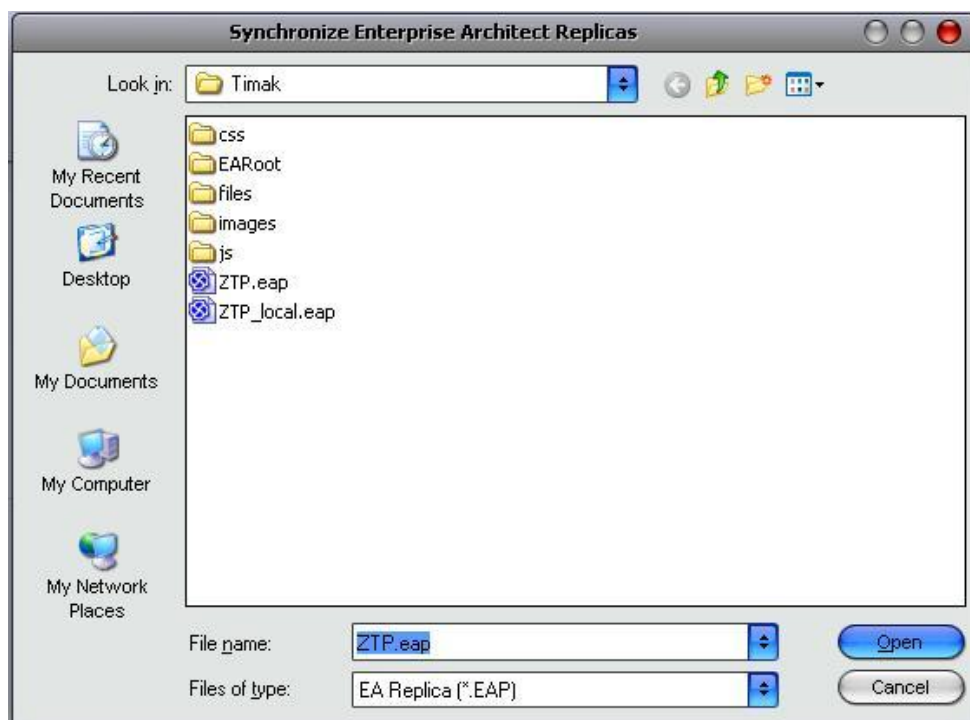 Synchronize Enterprise Architect Replicas
Look in:
Timak
My Recent
Documents
Desktop
My Documents
My Computer
My Network
Places
css
EARoot
files
images
js
ZTP.eap
ZTP_local.eap
File name:
ZTP.eap
Open
Files of type:
EA Replica (*.EAP)
Cancel